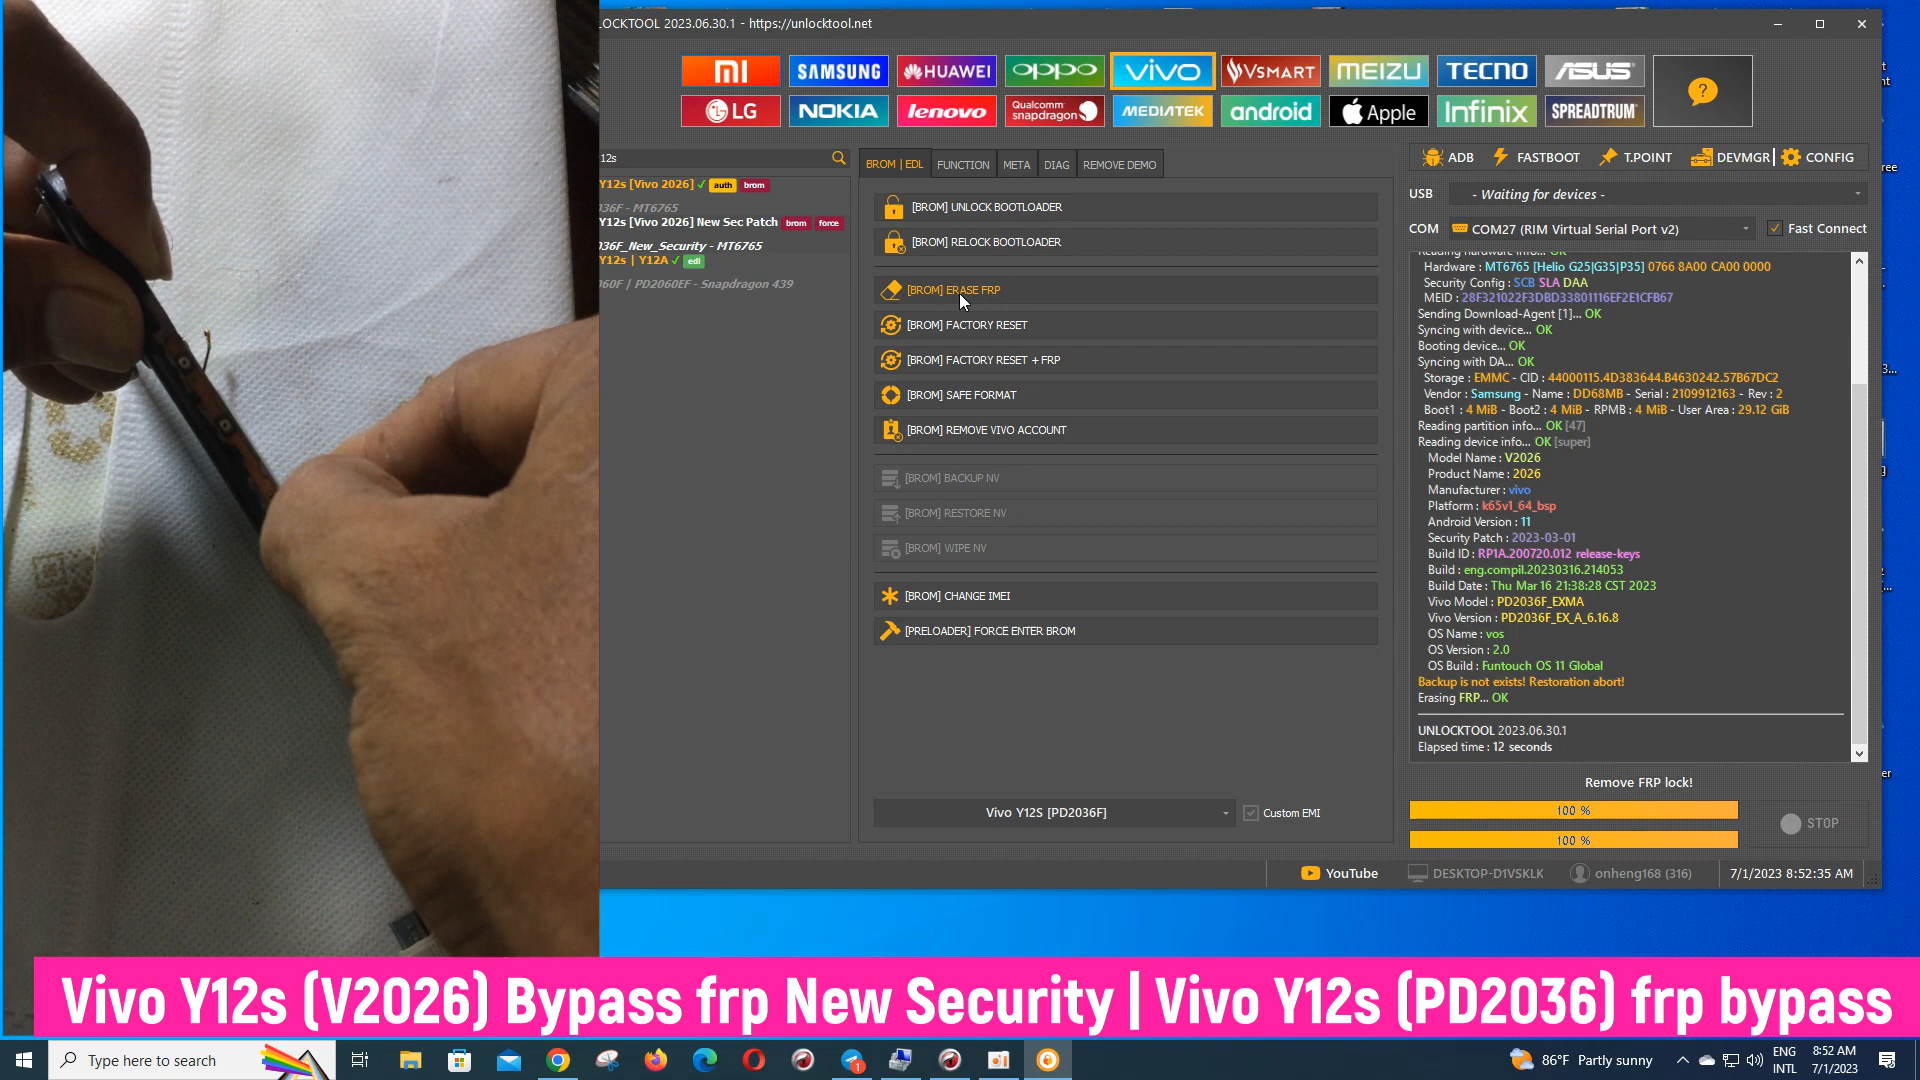 LOCKTOOL 2023.06.30.1 - https://unlocktool.net
mi SAMSUNG HUAWEI oppo vivo VSMART MEIZU TECNO ASUS
LG NOKIA lenovo Qualcomm snapdragon MEDIATEK android Apple Infinix SPREADTRUM
?
12s
Y12s [Vivo 2026] ✓ auth brom
036F - MT6765
Y12s [Vivo 2026] New Sec Patch brom force
36F_New_Security - MT6765
Y12s | Y12A ✓ edl
060F | PD2060EF - Snapdragon 439
BROM | EDL FUNCTION META DIAG REMOVE DEMO
[BROM] UNLOCK BOOTLOADER
[BROM] RELOCK BOOTLOADER
[BROM] ERASE FRP
[BROM] FACTORY RESET
[BROM] FACTORY RESET + FRP
[BROM] SAFE FORMAT
[BROM] REMOVE VIVO ACCOUNT
[BROM] BACKUP NV
[BROM] RESTORE NV
[BROM] WIPE NV
[BROM] CHANGE IMEI
[PRELOADER] FORCE ENTER BROM
Vivo Y12S [PD2036F] Custom EMI
ADB FASTBOOT T.POINT DEVMGR CONFIG
USB - Waiting for devices -
COM COM27 (RIM Virtual Serial Port v2) Fast Connect
Reading hardware info... OK
Hardware : MT6765 [Helio G25|G35|P35] 0766 8A00 CA00 0000
Security Config : SCB SLA DAA
MEID : 28F321022F3DBD33801116EF2E1CFB67
Sending Download-Agent [1]... OK
Syncing with device... OK
Booting device... OK
Syncing with DA... OK
Storage : EMMC - CID : 44000115.4D383644.B4630242.57B67DC2
Vendor : Samsung - Name : DD68MB - Serial : 2109912163 - Rev : 2
Boot1 : 4 MiB - Boot2 : 4 MiB - RPMB : 4 MiB - User Area : 29.12 GiB
Reading partition info... OK [47]
Reading device info... OK [super]
Model Name : V2026
Product Name : 2026
Manufacturer : vivo
Platform : k65v1_64_bsp
Android Version : 11
Security Patch : 2023-03-01
Build ID : RP1A.200720.012 release-keys
Build : eng.compil.20230316.214053
Build Date : Thu Mar 16 21:38:28 CST 2023
Vivo Model : PD2036F_EXMA
Vivo Version : PD2036F_EX_A_6.16.8
OS Name : vos
OS Version : 2.0
OS Build : Funtouch OS 11 Global
Backup is not exists! Restoration abort!
Erasing FRP... OK
UNLOCKTOOL 2023.06.30.1
Elapsed time : 12 seconds
Remove FRP lock!
100 %
100 %
STOP
YouTube DESKTOP-D1VSKLK onheng168 (316) 7/1/2023 8:52:35 AM
Vivo Y12s (V2026) Bypass frp New Security | Vivo Y12s (PD2036) frp bypass
Type here to search
86°F Partly sunny
ENG
INTL
8:52 AM
7/1/2023